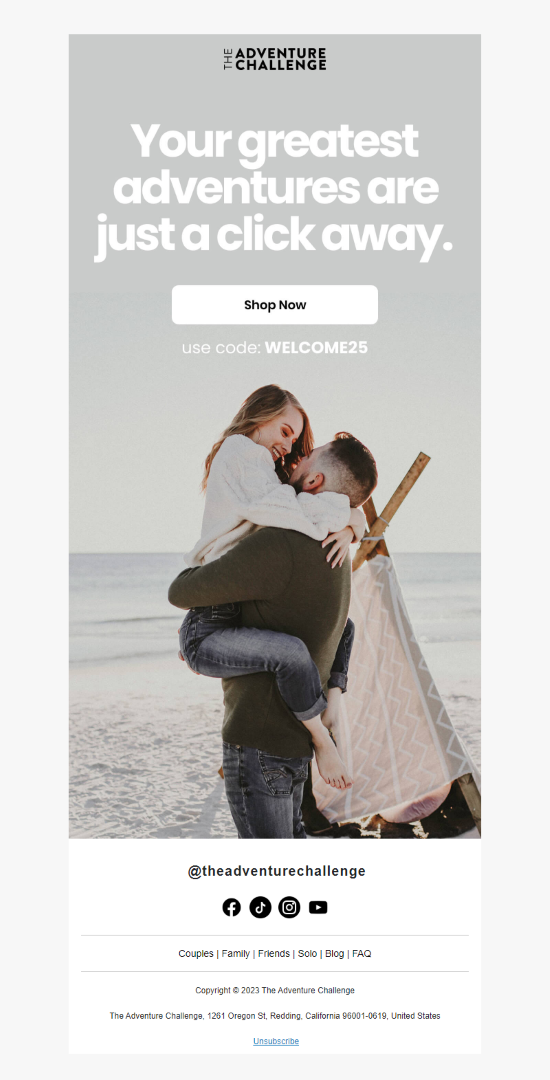 THE ADVENTURE
CHALLENGE
Your greatest
adventures are
just a click away.
Shop Now
use code: WELCOME25
@theadventurechallenge
Couples | Family | Friends | Solo | Blog | FAQ
Copyright © 2023 The Adventure Challenge
The Adventure Challenge, 1261 Oregon St, Redding, California 96001-0619, United States
Unsubscribe